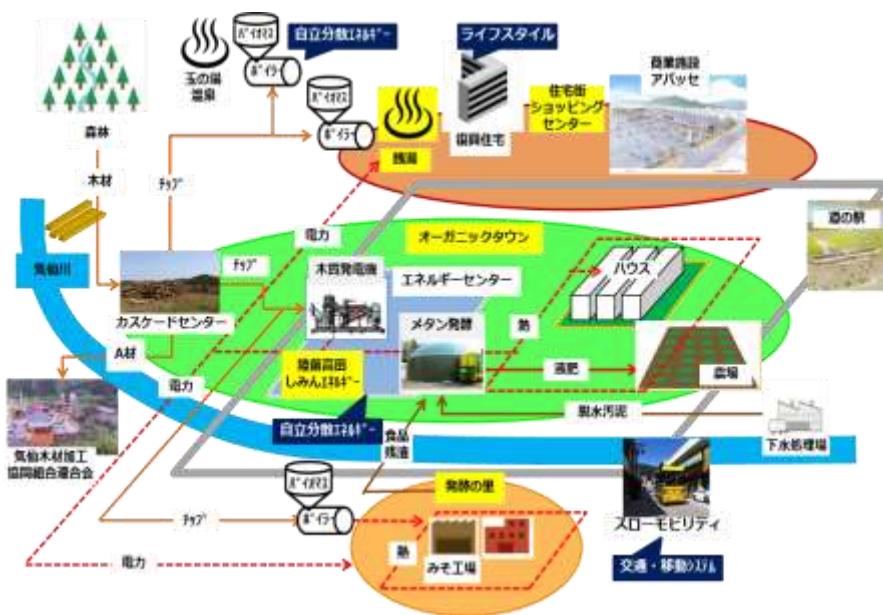 バイオマス
ボイラー
自立分散エネルギー
玉の湯
温泉
バイオマス
ボイラー
ライフスタイル
復興住宅
住宅街
ショッピング
センター
商業施設
アバッセ
銭湯
森林
木材
チップ
電力
オーガニックタウン
道の駅
気仙川
チップ
木質発電機
エネルギーセンター
ハウス
カスケードセンター
メタン発酵
熱
A材
陸前高田
しみんエネルギー
液肥
農場
電力
自立分散エネルギー
食品
残渣
脱水汚泥
下水処理場
気仙木材加工
協同組合連合会
バイオマス
ボイラー
発酵の里
チップ
スローモビリティ
電力
熱
みそ工場
交通・移動システム